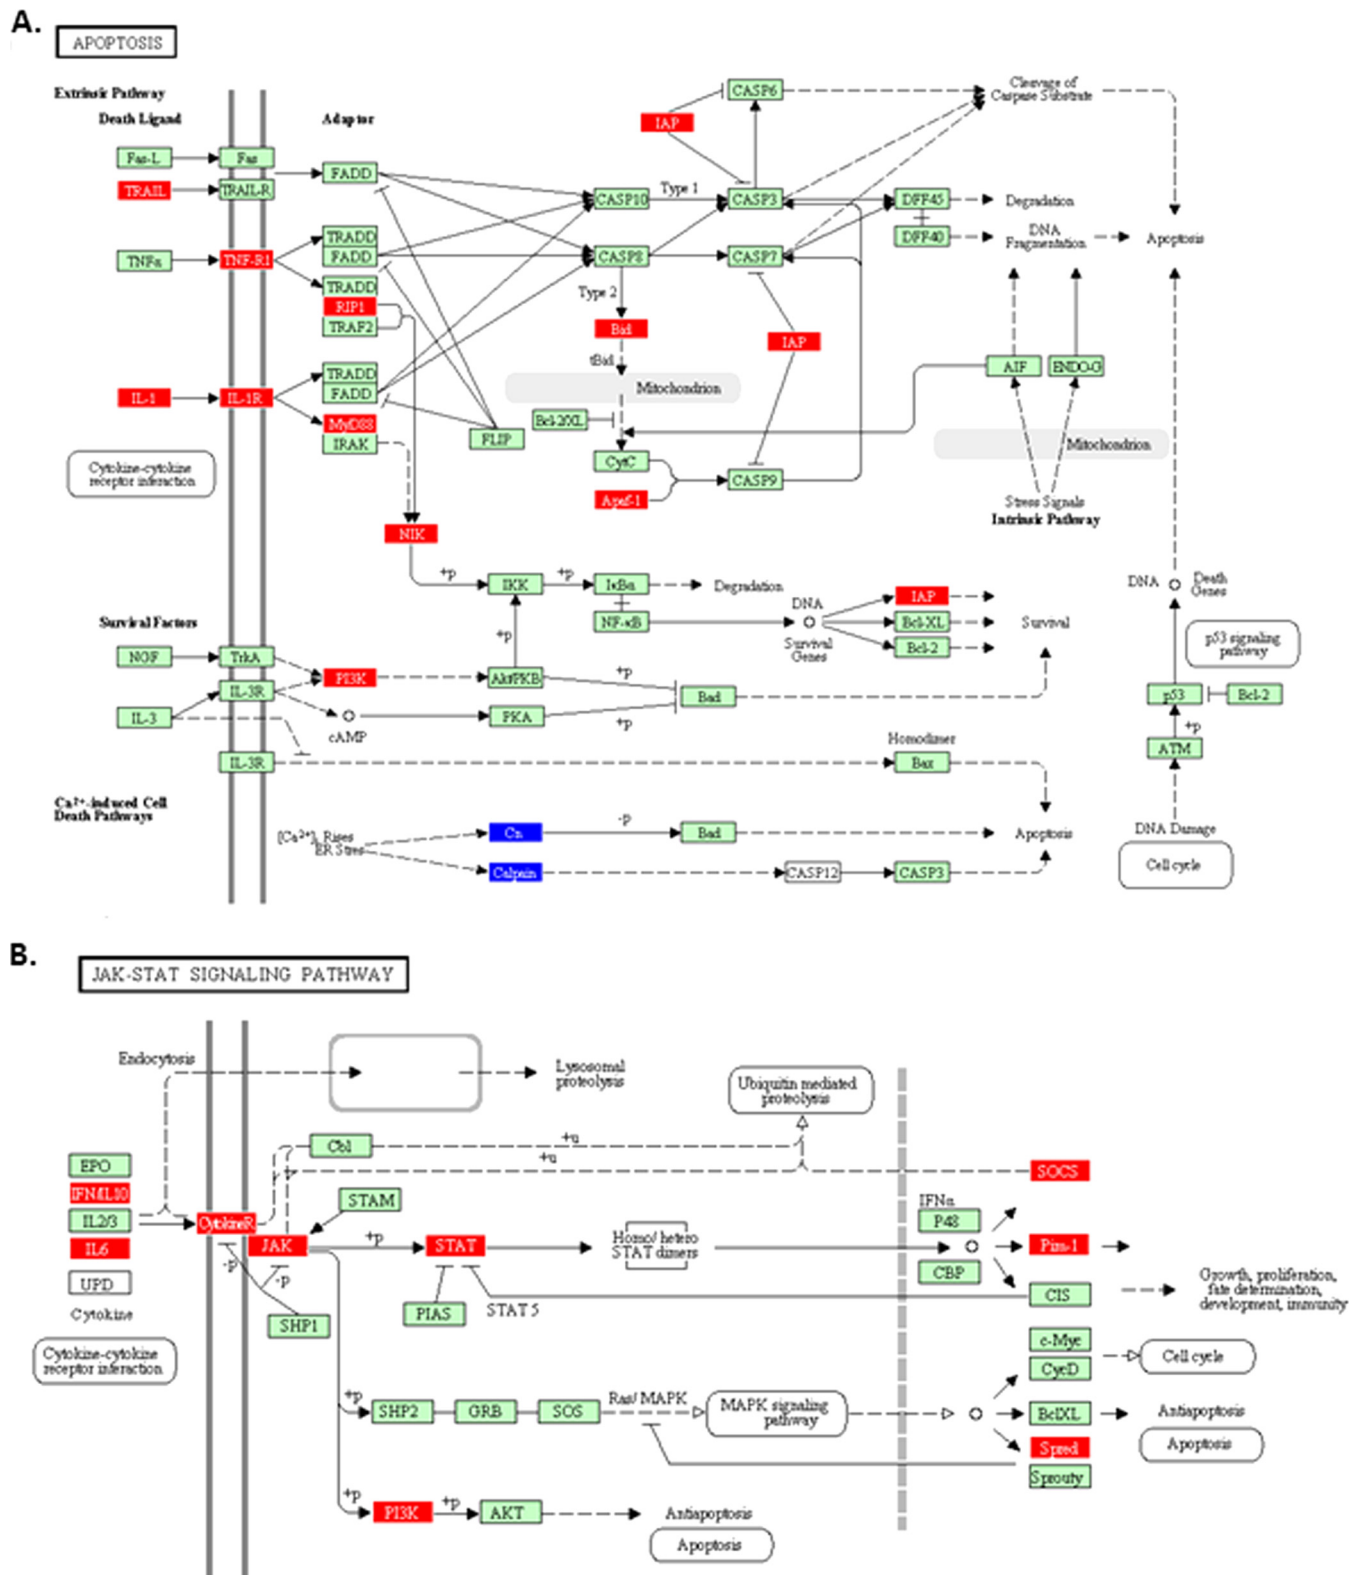 A.
APOPTOSIS
Extrinsic Pathway
Death Ligand
Adaptor
Cleavage of
Caspase Substrate
CASP6
IAP
Fas-L
Fas
FADD
TRAIL
TRAIL-R
CASP10
Type 1
CASP3
DFF45
Degradation
TRADD
DFF40
DNA
Fragmentation
Apoptosis
TNFα
TNF-R1
FADD
CASP8
CASP7
TRADD
Type 2
RIP1
TRAF2
Bid
IAP
tBid
AIF
ENDO-G
TRADD
Mitochondrion
IL-1
IL-1R
FADD
MyD88
Bcl-2/XL
IRAK
FLIP
Mitochondrion
CytC
Cytokine-cytokine
receptor interaction
CASP9
Apaf-1
Stress Signals
Intrinsic Pathway
NIK
+p
IKK
+p
IκBα
Degradation
DNA
Death
Genes
DNA
IAP
Survival Factors
+p
NF-κB
Survival
Genes
Bcl-XL
Survival
Bcl-2
p53 signaling
pathway
NGF
TrkA
PI3K
Akt/PKB
+p
IL-3R
Bad
p53
Bcl-2
IL-3
cAMP
PKA
+p
+p
Homodimer
ATM
IL-3R
Bax
Ca2+-induced Cell
Death Pathways
[Ca2+]i Rises
ER Stress
Cn
-p
Bad
Apoptosis
DNA Damage
Calpain
CASP12
CASP3
Cell cycle
B.
JAK-STAT SIGNALING PATHWAY
Endocytosis
Lysosomal
proteolysis
Ubiquitin mediated
proteolysis
Cbl
+u
+u
EPO
SOCS
IFN/IL10
STAM
IFNα
IL2/3
CytokineR
P48
IL6
JAK
+p
STAT
Homo/ hetero
STAT dimers
Pim-1
-p
-p
CBP
UPD
CIS
Growth, proliferation,
fate determination,
development, immunity
Cytokine
SHP1
PIAS
STAT 5
c-Myc
Cytokine-cytokine
receptor interaction
CycD
Cell cycle
+p
SHP2
GRB
SOS
Ras/ MAPK
MAPK signaling
pathway
BclXL
Antiapoptosis
Spred
Apoptosis
Sprouty
+p
PI3K
+p
AKT
Antiapoptosis
Apoptosis